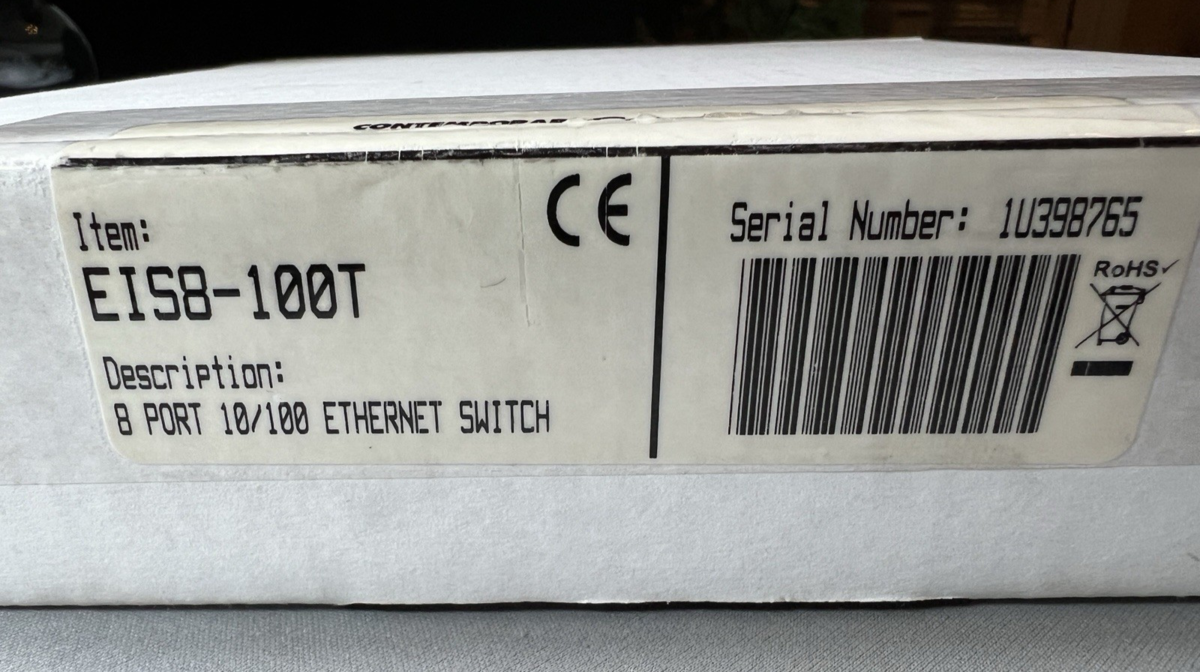 Item:
EIS8-100T
Description:
8 PORT 10/100 ETHERNET SWITCH
CE
Serial Number: 1U398765
RoHS✓